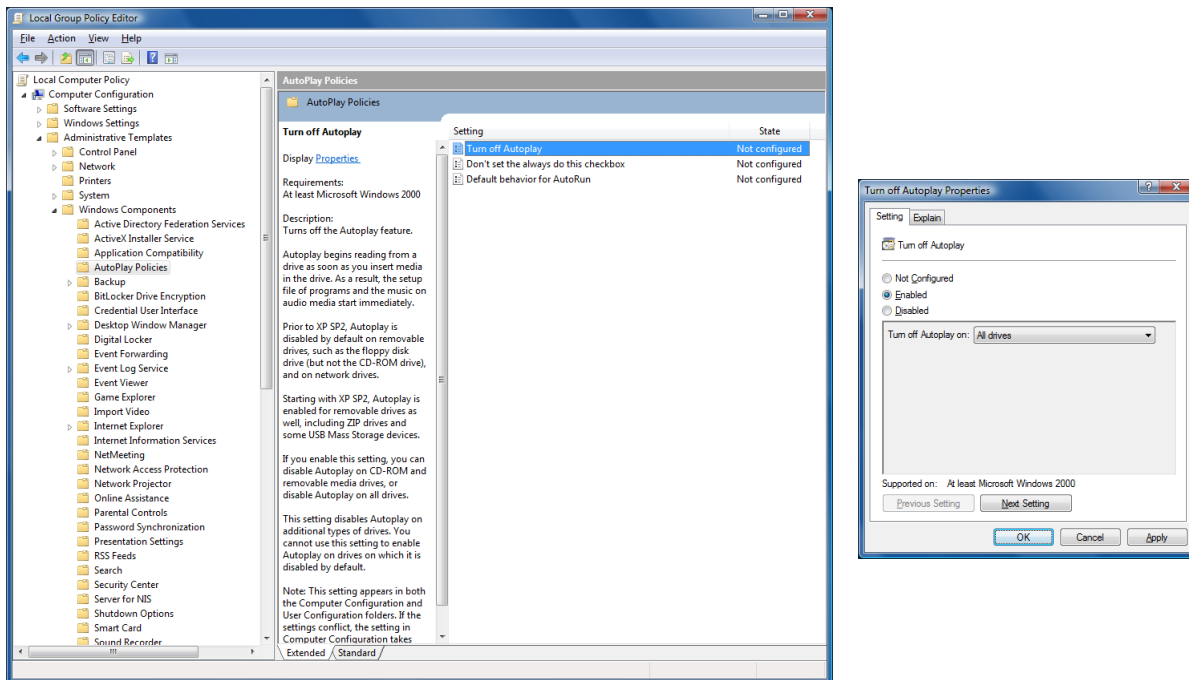 Local Group Policy Editor
File Action View Help
Local Computer Policy
Computer Configuration
Software Settings
Windows Settings
Administrative Templates
Control Panel
Network
Printers
System
Windows Components
Active Directory Federation Services
ActiveX Installer Service
Application Compatibility
AutoPlay Policies
Backup
BitLocker Drive Encryption
Credential User Interface
Desktop Window Manager
Digital Locker
Event Forwarding
Event Log Service
Event Viewer
Game Explorer
Import Video
Internet Explorer
Internet Information Services
NetMeeting
Network Access Protection
Network Projector
Online Assistance
Parental Controls
Password Synchronization
Presentation Settings
RSS Feeds
Search
Security Center
Server for NIS
Shutdown Options
Smart Card
Sound Recorder
AutoPlay Policies
AutoPlay Policies
Turn off Autoplay
Display Properties
Requirements:
At least Microsoft Windows 2000
Description:
Turns off the Autoplay feature.
Autoplay begins reading from a
drive as soon as you insert media
in the drive. As a result, the setup
file of programs and the music on
audio media start immediately.
Prior to XP SP2, Autoplay is
disabled by default on removable
drives, such as the floppy disk
drive (but not the CD-ROM drive),
and on network drives.
Starting with XP SP2, Autoplay is
enabled for removable drives as
well, including ZIP drives and
some USB Mass Storage devices.
If you enable this setting, you can
disable Autoplay on CD-ROM and
removable media drives, or
disable Autoplay on all drives.
This setting disables Autoplay on
additional types of drives. You
cannot use this setting to enable
Autoplay on drives on which it is
disabled by default.
Note: This setting appears in both
the Computer Configuration and
User Configuration folders. If the
settings conflict, the setting in
Computer Configuration takes
Setting State
Turn off Autoplay Not configured
Don't set the always do this checkbox Not configured
Default behavior for AutoRun Not configured
Extended Standard
Turn off Autoplay Properties
Setting Explain
Turn off Autoplay
Not Configured
Enabled
Disabled
Turn off Autoplay on: All drives
Supported on: At least Microsoft Windows 2000
Previous Setting Next Setting
OK Cancel Apply